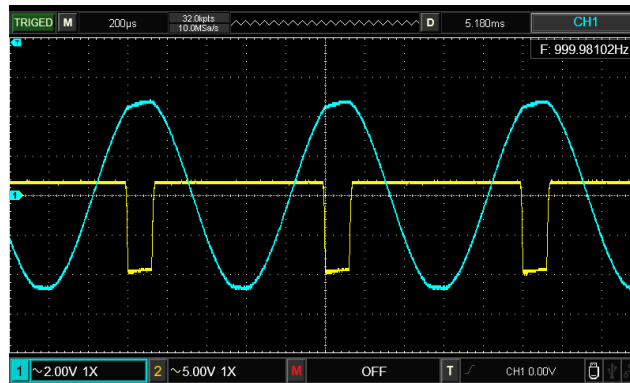 TRIGED M 200μs 32.0kpts D 5.180ms CH1
10.0MSa/s
T
F: 999.98102Hz
1
1 ~2.00V 1X 2 ~5.00V 1X M OFF T CH1 0.00V